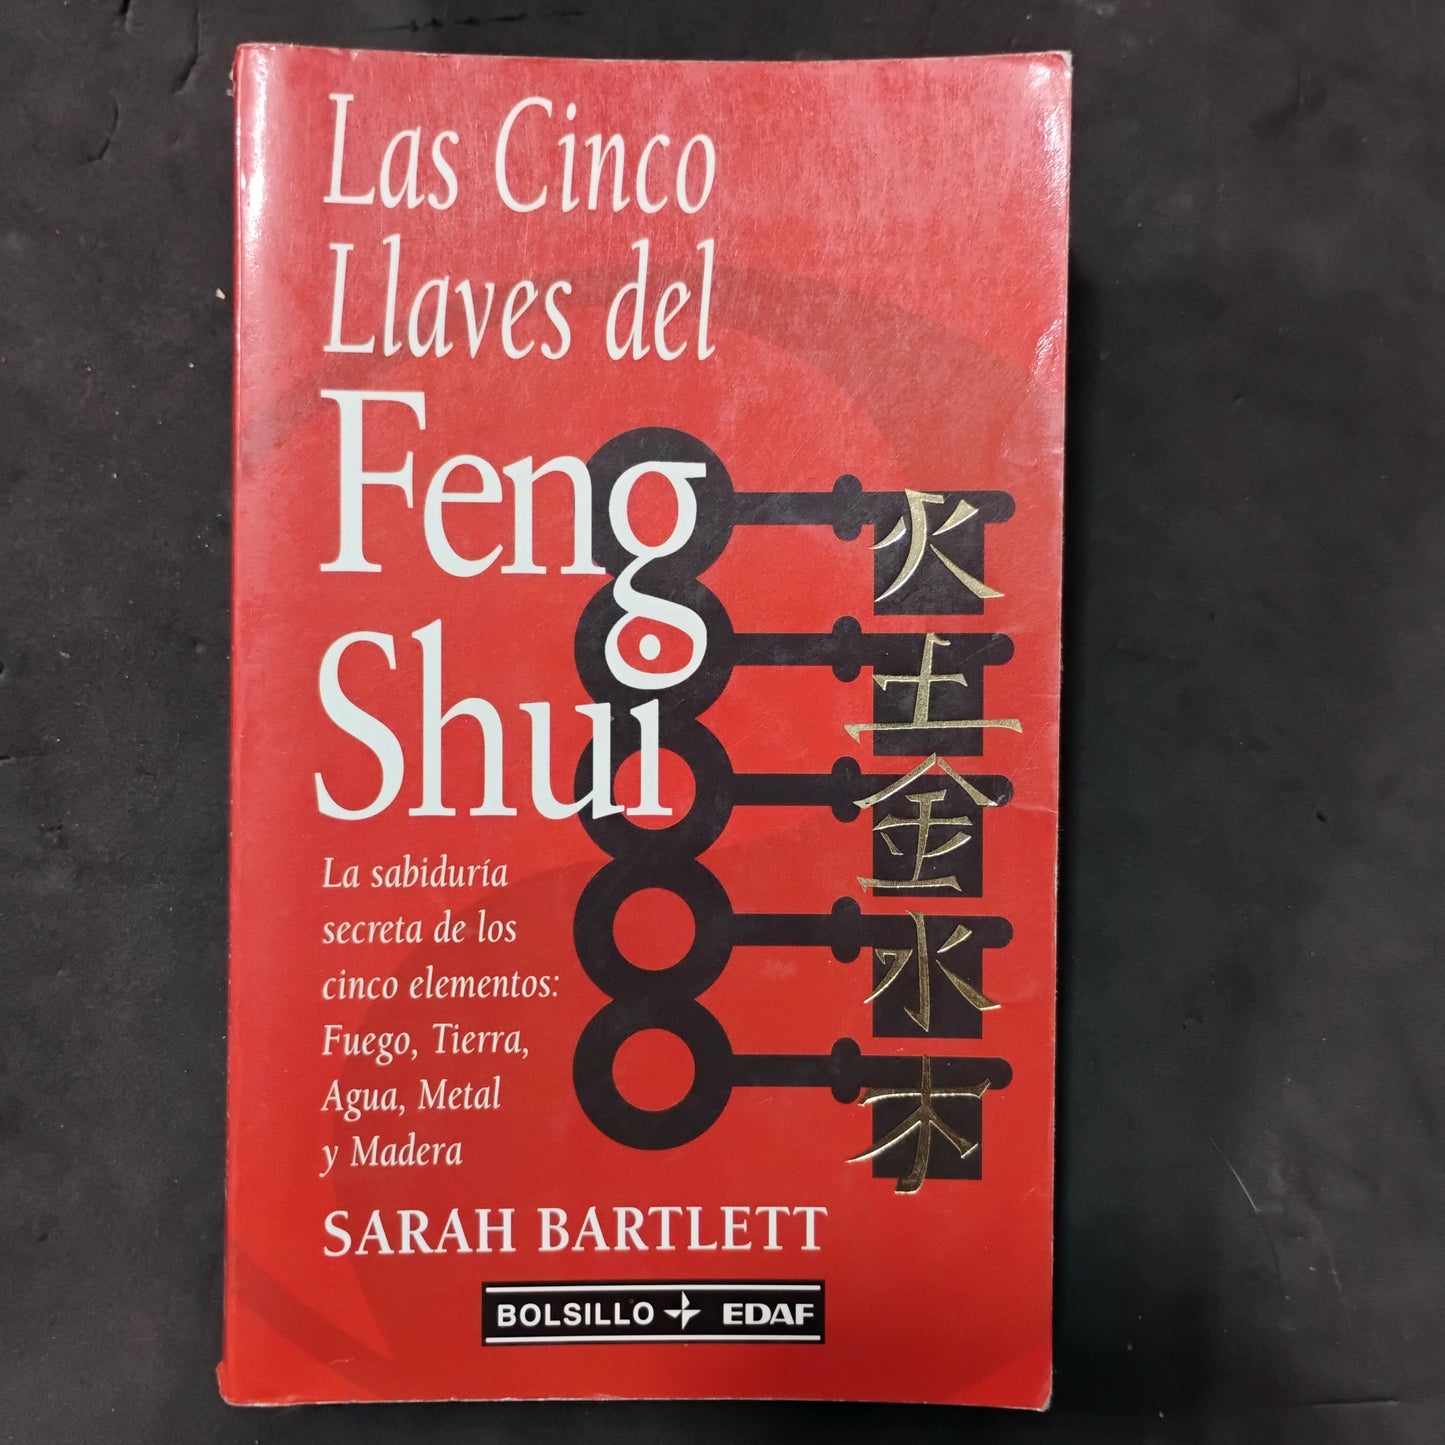 Las Cinco
Llaves del
Feng
Shui
火
土
金
水
木
La sabiduría
secreta de los
cinco elementos:
Fuego, Tierra,
Agua, Metal
y Madera
SARAH BARTLETT
BOLSILLO EDAF